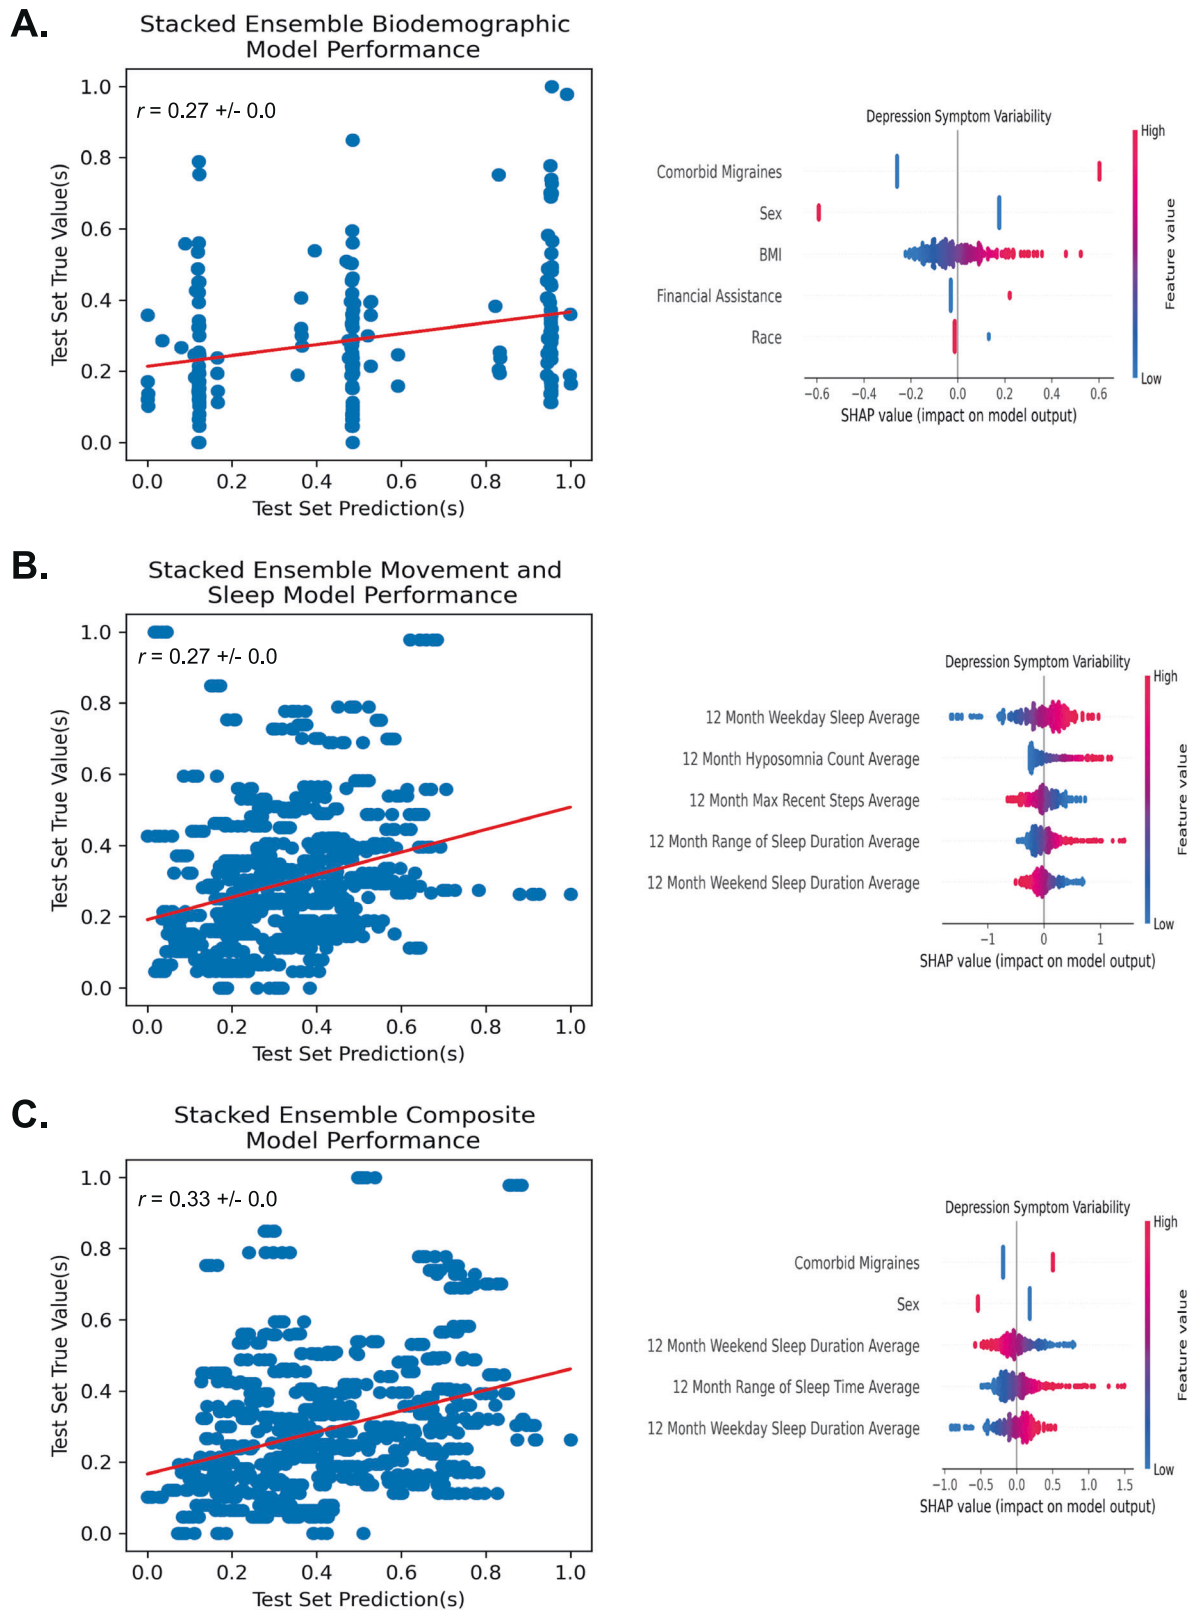 A.
Stacked Ensemble Biodemographic
Model Performance
r = 0.27 +/- 0.0
Test Set True Value(s)
1.0
0.8
0.6
0.4
0.2
0.0
0.0 0.2 0.4 0.6 0.8 1.0
Test Set Prediction(s)
Depression Symptom Variability
Comorbid Migraines
Sex
BMI
Financial Assistance
Race
−0.6 −0.4 −0.2 0.0 0.2 0.4 0.6
SHAP value (impact on model output)
High
Feature value
Low
B.
Stacked Ensemble Movement and
Sleep Model Performance
r = 0.27 +/- 0.0
Test Set True Value(s)
1.0
0.8
0.6
0.4
0.2
0.0
0.0 0.2 0.4 0.6 0.8 1.0
Test Set Prediction(s)
Depression Symptom Variability
12 Month Weekday Sleep Average
12 Month Hyposomnia Count Average
12 Month Max Recent Steps Average
12 Month Range of Sleep Duration Average
12 Month Weekend Sleep Duration Average
−1 0 1
SHAP value (impact on model output)
High
Feature value
Low
C.
Stacked Ensemble Composite
Model Performance
r = 0.33 +/- 0.0
Test Set True Value(s)
1.0
0.8
0.6
0.4
0.2
0.0
0.0 0.2 0.4 0.6 0.8 1.0
Test Set Prediction(s)
Depression Symptom Variability
Comorbid Migraines
Sex
12 Month Weekend Sleep Duration Average
12 Month Range of Sleep Time Average
12 Month Weekday Sleep Duration Average
−1.0 −0.5 0.0 0.5 1.0 1.5
SHAP value (impact on model output)
High
Feature value
Low